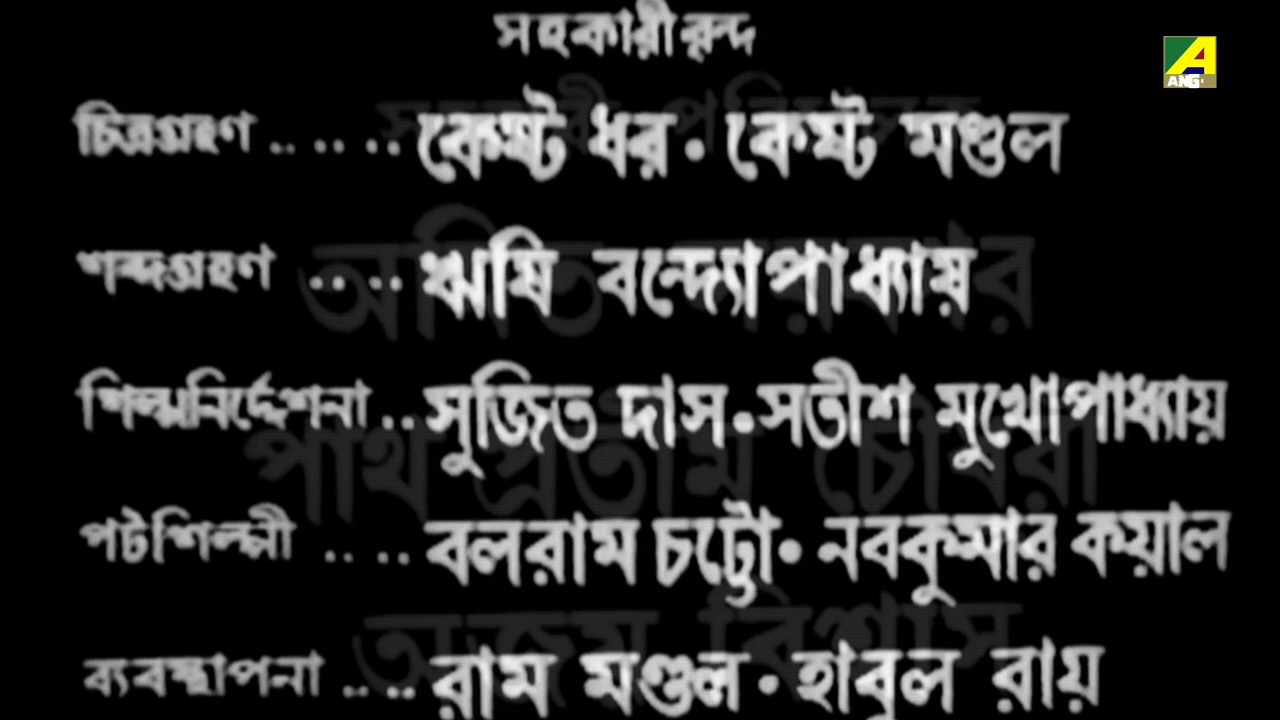 সহকারীবৃন্দ
ANG
চিত্রগ্রহণ .. .. .. কেষ্ট ধর • কেষ্ট মণ্ডল
শব্দগ্রহণ .. .. ঋষি বন্দ্যোপাধ্যায়
শিল্পনির্দ্দেশনা .. সুজিত দাস • সতীশ মুখোপাধ্যায়
পটশিল্পী .. .. বলরাম চট্টো • নবকুমার কয়াল
ব্যবস্থাপনা .. .. রাম মণ্ডল • হাবুল রায়